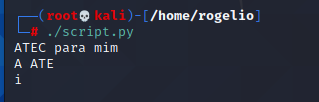 ┌──(root💀kali)-[/home/rogelio]
└─# ./script.py
ATEC para mim
A ATE
i